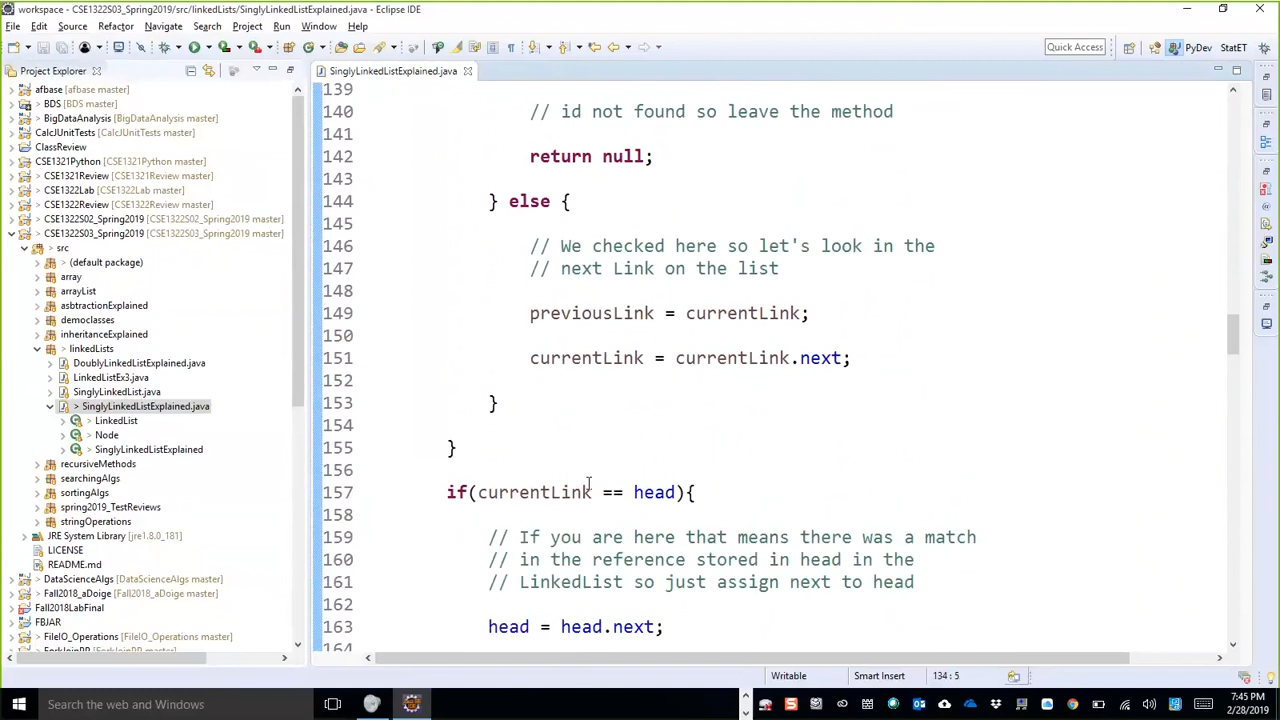 workspace - CSE1322S03_Spring2019/src/linkedLists/SinglyLinkedListExplained.java - Eclipse IDE
File Edit Source Refactor Navigate Search Project Run Window Help
Quick Access PyDev StatET
Project Explorer
SinglyLinkedListExplained.java
afbase [afbase master]
> BDS [BDS master]
> BigDataAnalysis [BigDataAnalysis master]
CalcJUnitTests [CalcJUnitTests master]
ClassReview
CSE1321Python [CSE1321Python master]
> CSE1321Review [CSE1321Review master]
> CSE1322Lab [CSE1322Lab master]
> CSE1322Review [CSE1322Review master]
> CSE1322S02_Spring2019 [CSE1322S02_Spring2019 master]
> CSE1322S03_Spring2019 [CSE1322S03_Spring2019 master]
> src
> (default package)
array
arrayList
asbtractionExplained
democlasses
inheritanceExplained
> linkedLists
DoublyLinkedListExplained.java
LinkedListEx3.java
SinglyLinkedList.java
> SinglyLinkedListExplained.java
> LinkedList
> Node
> SinglyLinkedListExplained
recursiveMethods
searchingAlgs
sortingAlgs
spring2019_TestReviews
stringOperations
JRE System Library [jre1.8.0_181]
LICENSE
README.md
> DataScienceAlgs [DataScienceAlgs master]
> Fall2018_aDoige [Fall2018_aDoige master]
Fall2018LabFinal
FBJAR
> FileIO_Operations [FileIO_Operations master]
139
140 // id not found so leave the method
141
142 return null;
143
144 } else {
145
146 // We checked here so let's look in the
147 // next Link on the list
148
149 previousLink = currentLink;
150
151 currentLink = currentLink.next;
152
153 }
154
155 }
156
157 if(currentLink == head){
158
159 // If you are here that means there was a match
160 // in the reference stored in head in the
161 // LinkedList so just assign next to head
162
163 head = head.next;
164
Writable Smart Insert 134 : 5
Search the web and Windows
7:45 PM
2/28/2019